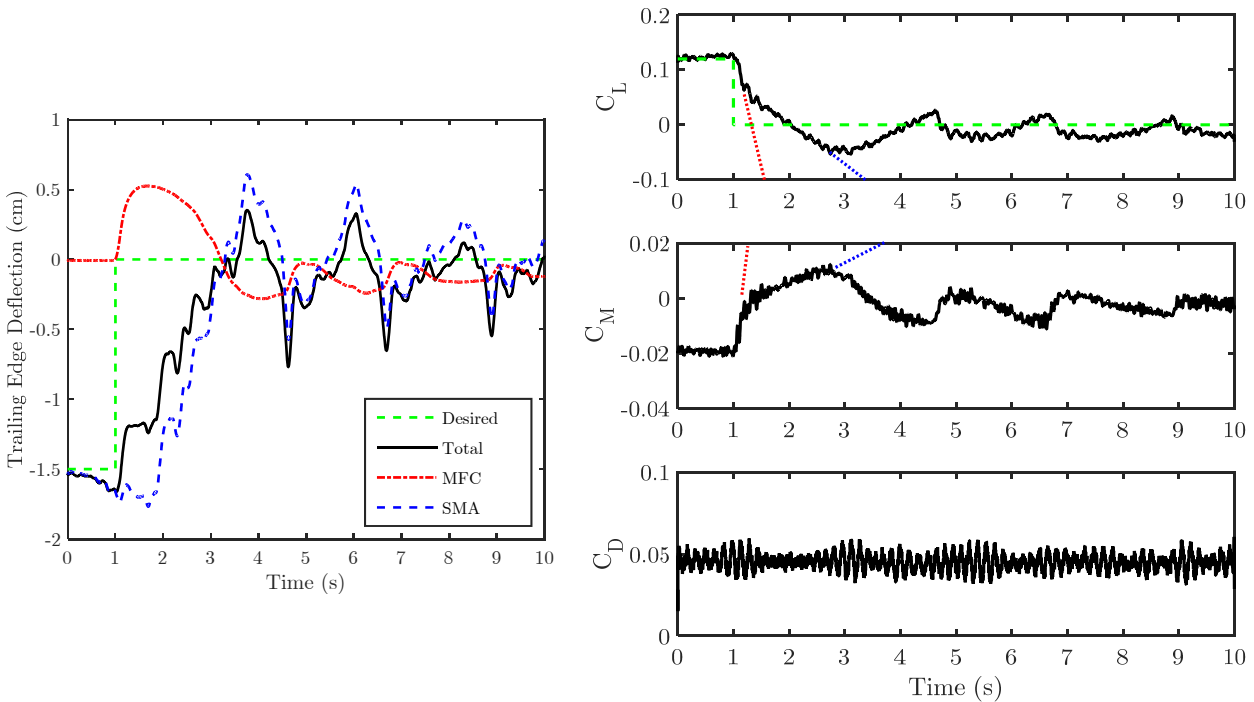 Trailing Edge Deflection (cm)
1
0.5
0
-0.5
-1
-1.5
-2
0 1 2 3 4 5 6 7 8 9 10
Time (s)
Desired
Total
MFC
SMA
C_L
0.2
0.1
0
-0.1
0 1 2 3 4 5 6 7 8 9 10
C_M
0.02
0
-0.02
-0.04
0 1 2 3 4 5 6 7 8 9 10
C_D
0.1
0.05
0
0 1 2 3 4 5 6 7 8 9 10
Time (s)